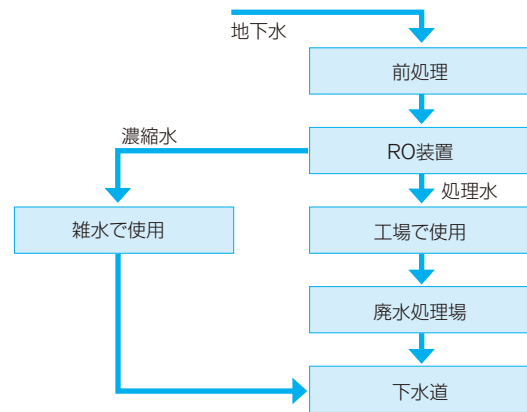 地下水
前処理
濃縮水
RO装置
処理水
雑水で使用
工場で使用
廃水処理場
下水道